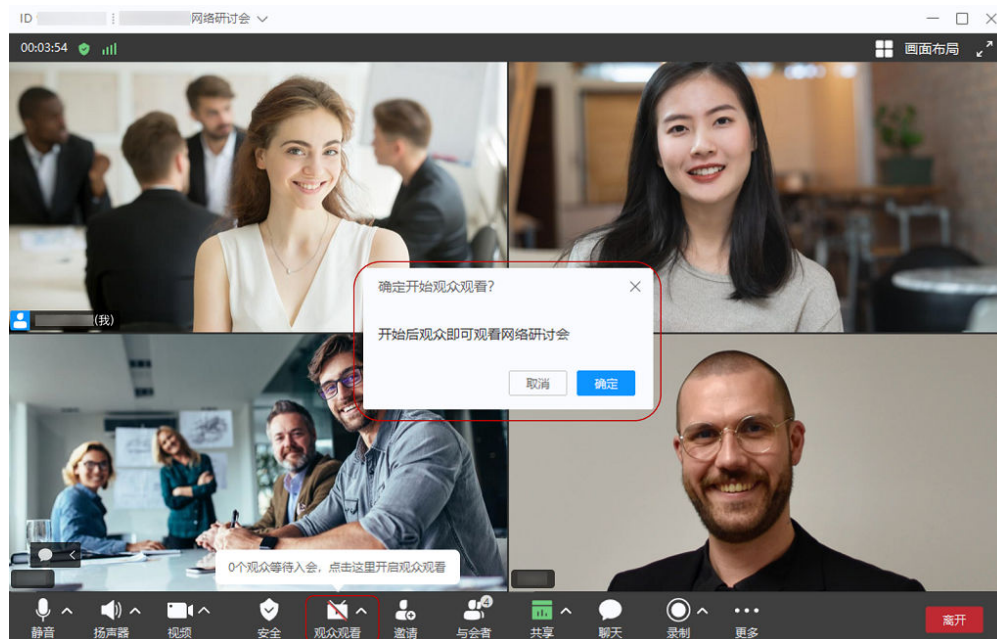 ID
网络研讨会
00:03:54
画面布局
(我)
确定开始观众观看?
开始后观众即可观看网络研讨会
取消
确定
0个观众等待入会，点击这里开启观众观看
静音
扬声器
视频
安全
观众观看
邀请
4
与会者
共享
聊天
录制
更多
离开